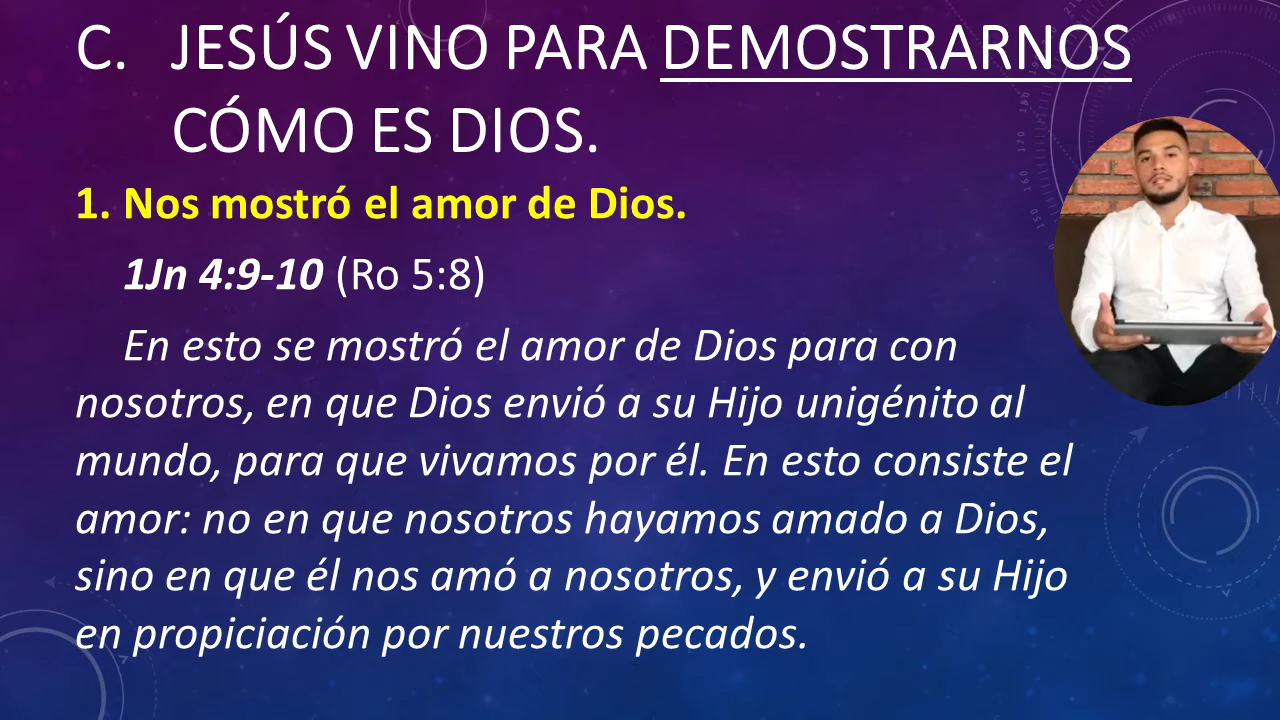 C. JESÚS VINO PARA DEMOSTRARNOS
CÓMO ES DIOS.
1. Nos mostró el amor de Dios.
1Jn 4:9-10 (Ro 5:8)
En esto se mostró el amor de Dios para con
nosotros, en que Dios envió a su Hijo unigénito al
mundo, para que vivamos por él. En esto consiste el
amor: no en que nosotros hayamos amado a Dios,
sino en que él nos amó a nosotros, y envió a su Hijo
en propiciación por nuestros pecados.